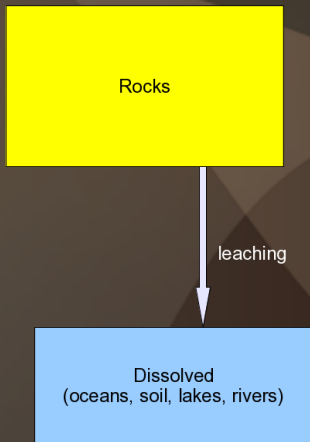 Rocks
leaching
Dissolved
(oceans, soil, lakes, rivers)